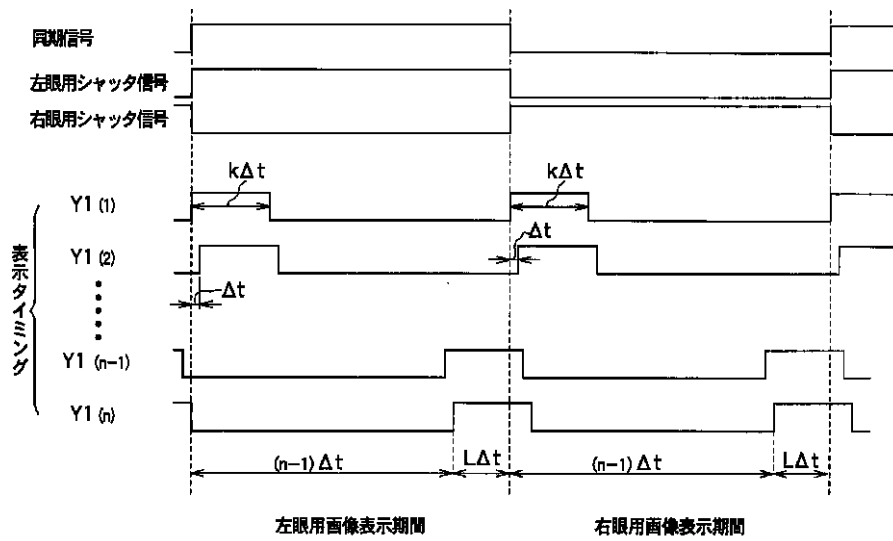 同期信号
左眼用シャッタ信号
右眼用シャッタ信号
表示タイミング
kΔt kΔt
Y1(1)
Δt
Y1(2)
Δt
Y1(n-1)
Y1(n)
(n-1)Δt LΔt (n-1)Δt LΔt
左眼用画像表示期間 右眼用画像表示期間